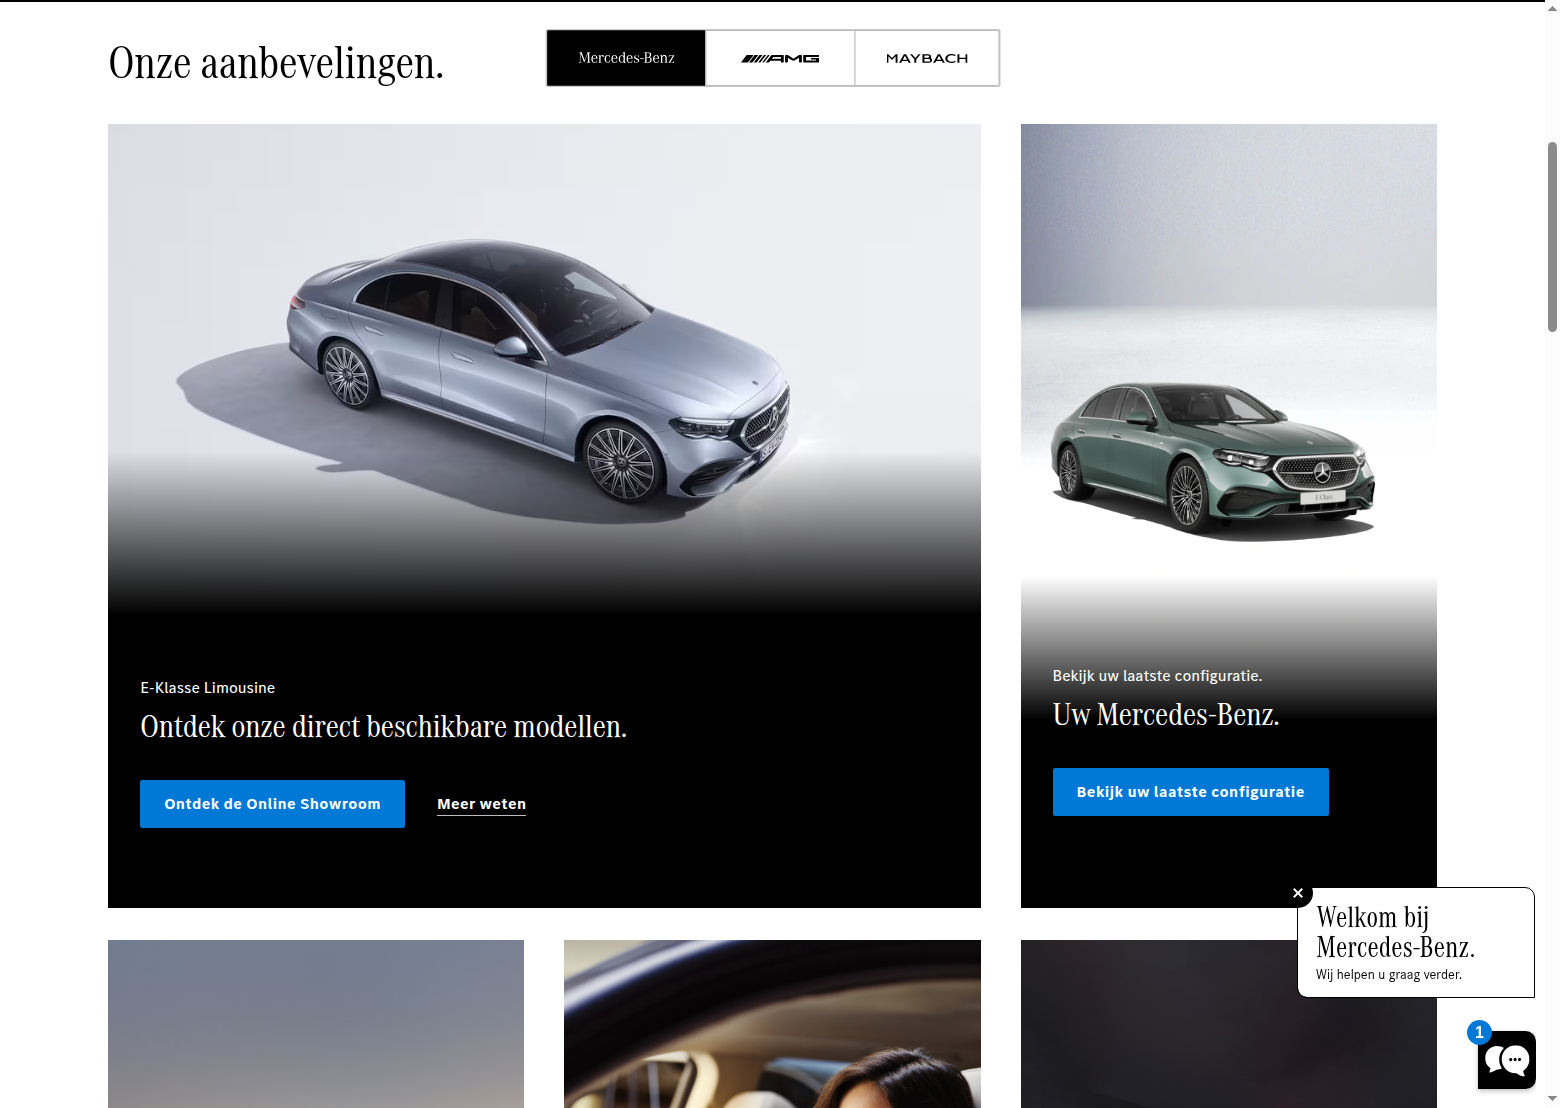 Onze aanbevelingen.
Mercedes-Benz
AMG
MAYBACH
E-Klasse Limousine
Ontdek onze direct beschikbare modellen.
Ontdek de Online Showroom
Meer weten
E-Class
Bekijk uw laatste configuratie.
Uw Mercedes-Benz.
Bekijk uw laatste configuratie
Welkom bij
Mercedes-Benz.
Wij helpen u graag verder.
1